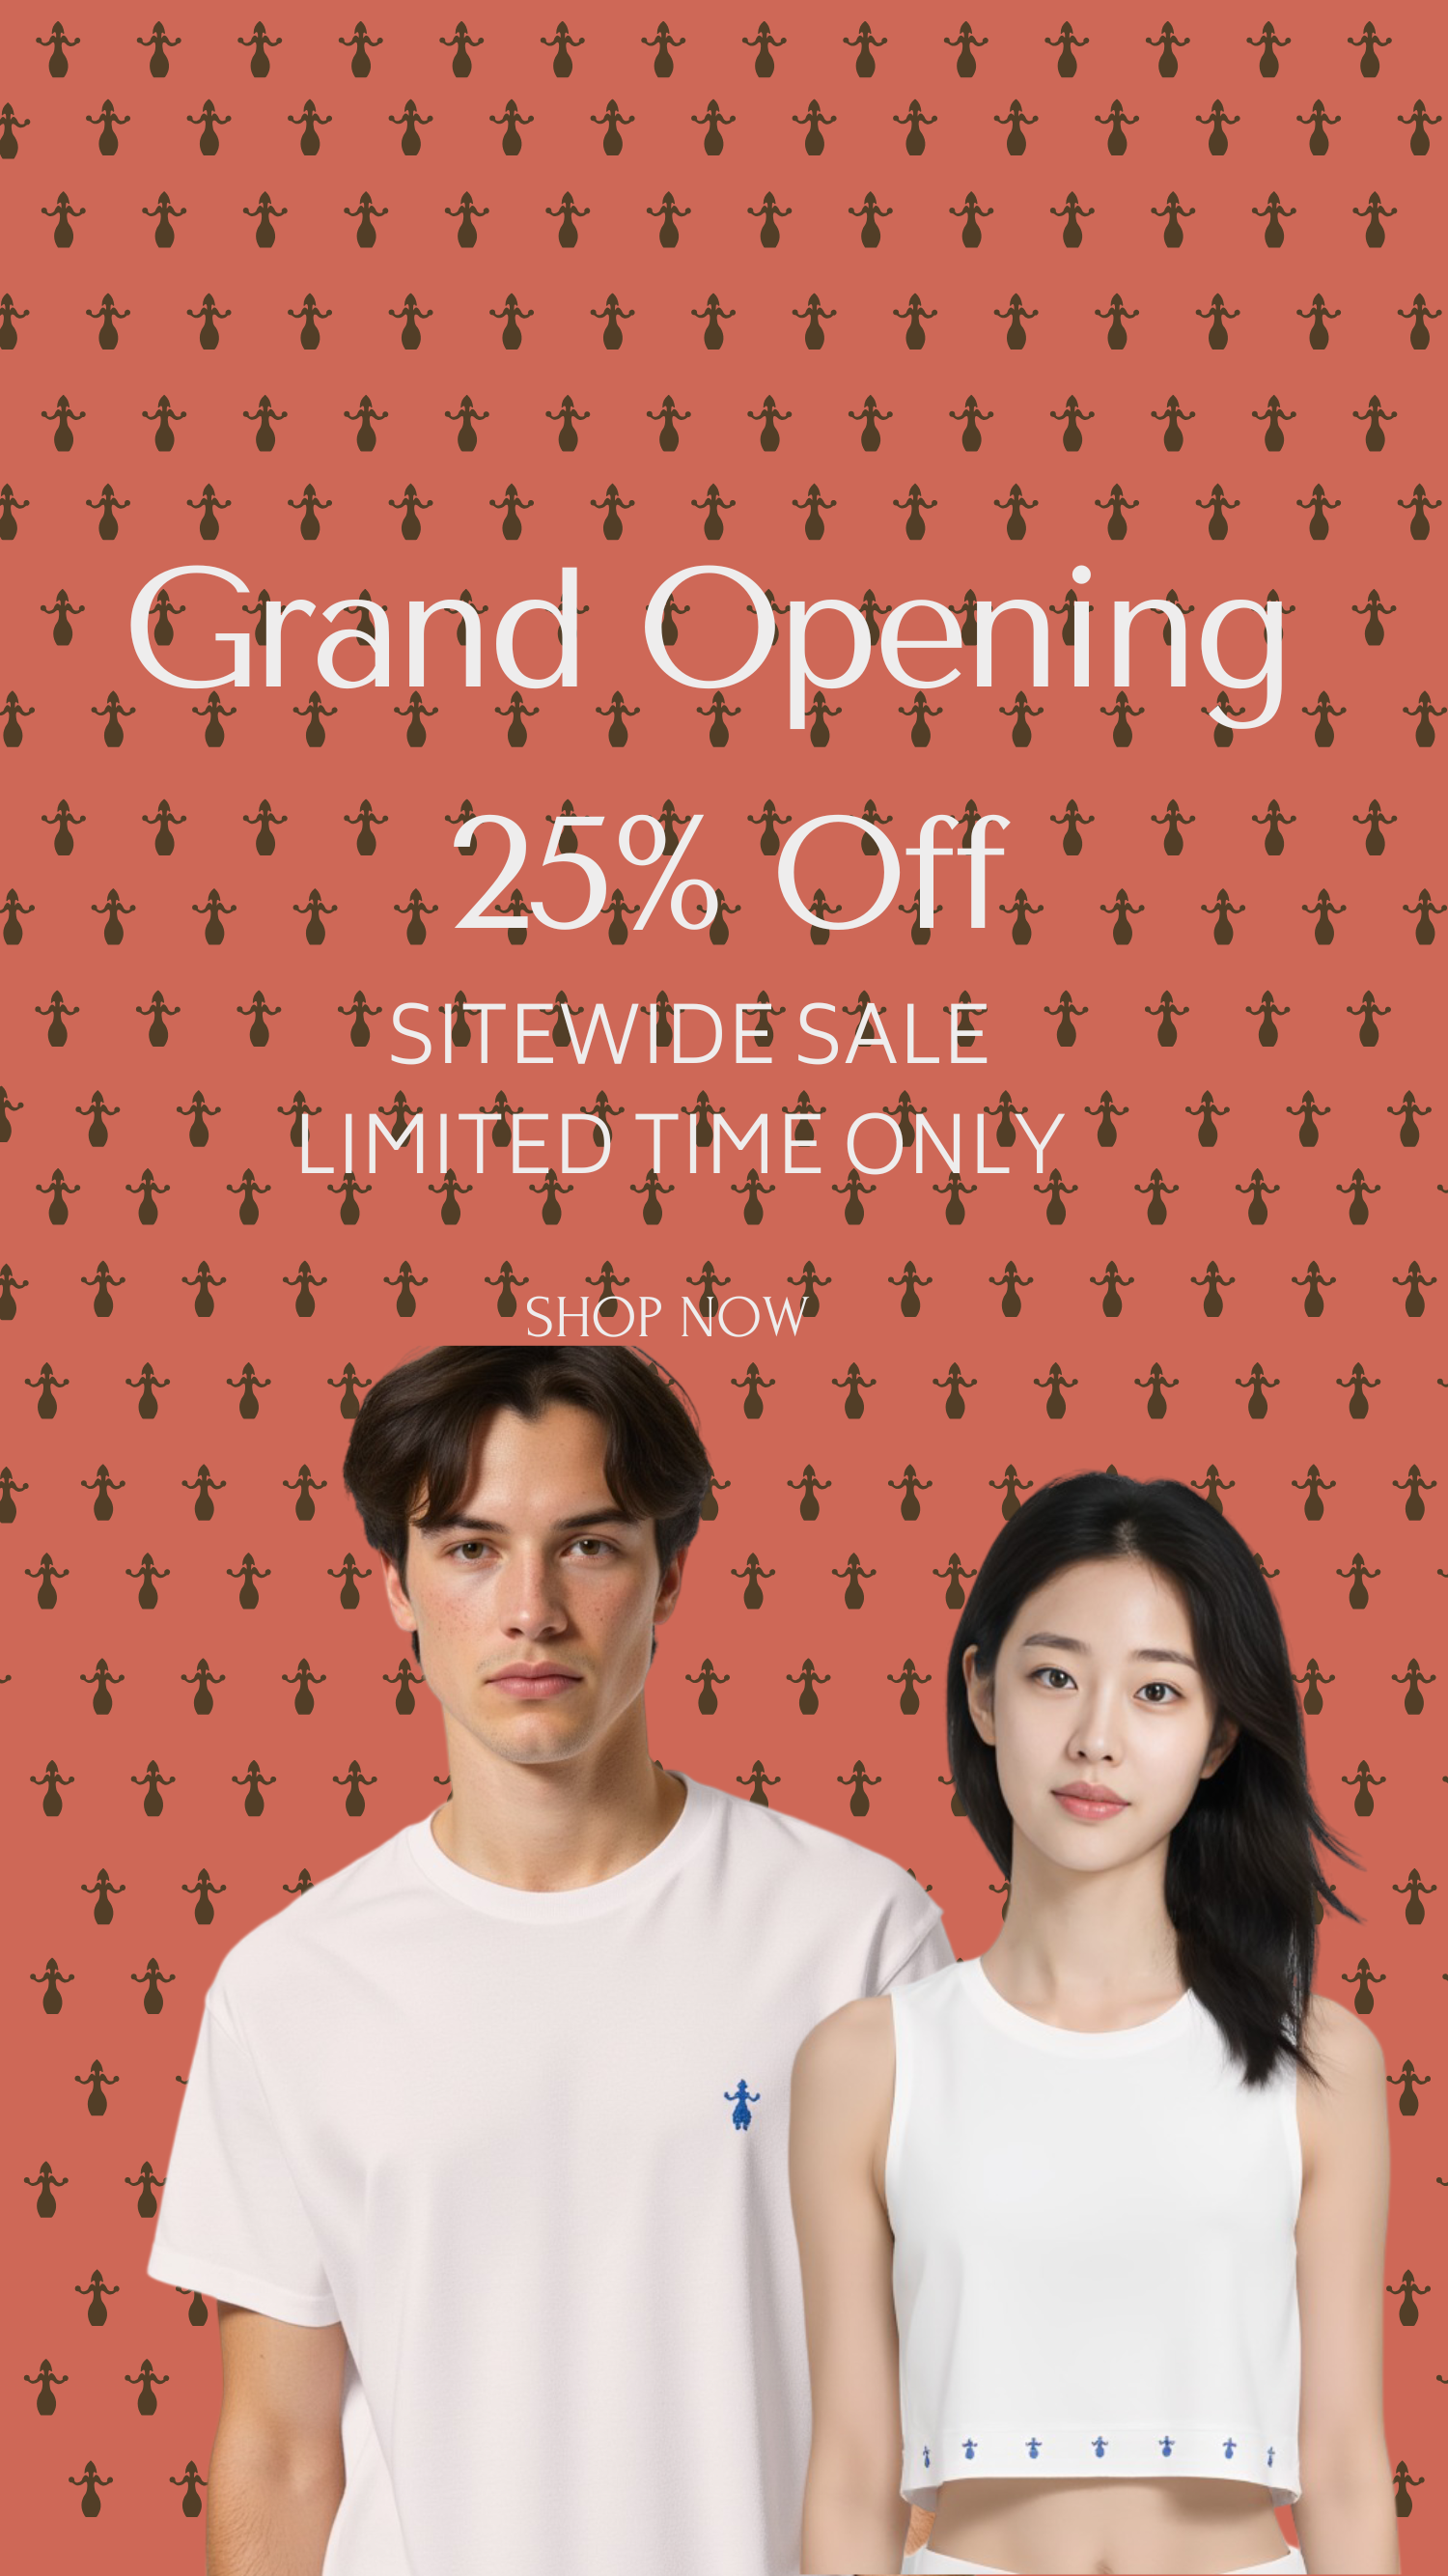 Grand Opening
25% Off
SITEWIDE SALE
LIMITED TIME ONLY
SHOP NOW